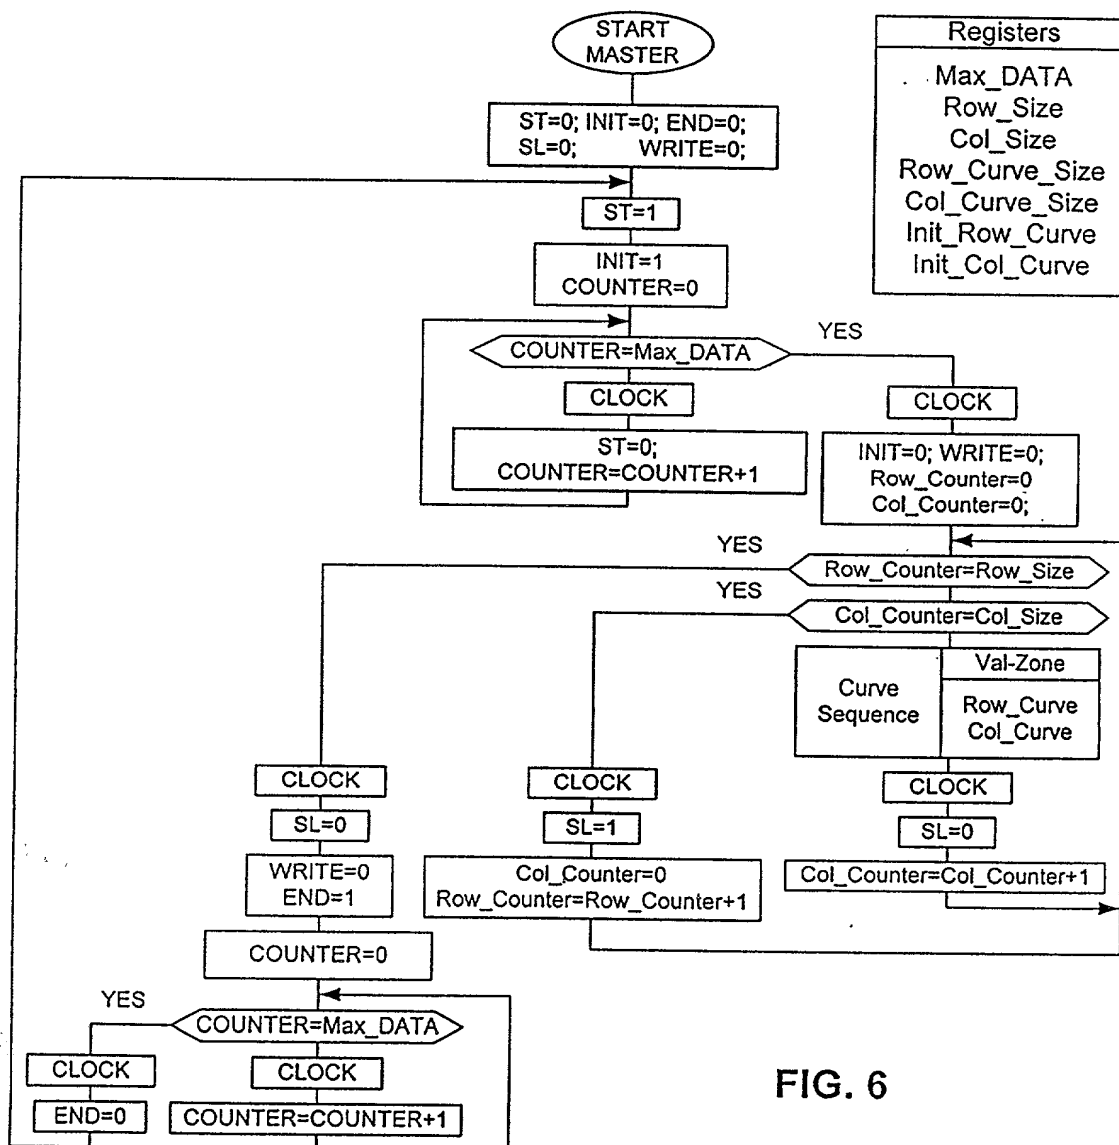 START
MASTER
ST=0; INIT=0; END=0;
SL=0; WRITE=0;
ST=1
INIT=1
COUNTER=0
COUNTER=Max_DATA
YES
CLOCK
ST=0;
COUNTER=COUNTER+1
CLOCK
INIT=0; WRITE=0;
Row_Counter=0
Col_Counter=0;
YES
Row_Counter=Row_Size
YES
Col_Counter=Col_Size
Curve
Sequence
Val-Zone
Row_Curve
Col_Curve
CLOCK
SL=0
Col_Counter=Col_Counter+1
CLOCK
SL=1
Col_Counter=0
Row_Counter=Row_Counter+1
CLOCK
SL=0
WRITE=0
END=1
COUNTER=0
YES
COUNTER=Max_DATA
CLOCK
END=0
CLOCK
COUNTER=COUNTER+1
Registers
Max_DATA
Row_Size
Col_Size
Row_Curve_Size
Col_Curve_Size
Init_Row_Curve
Init_Col_Curve
FIG. 6